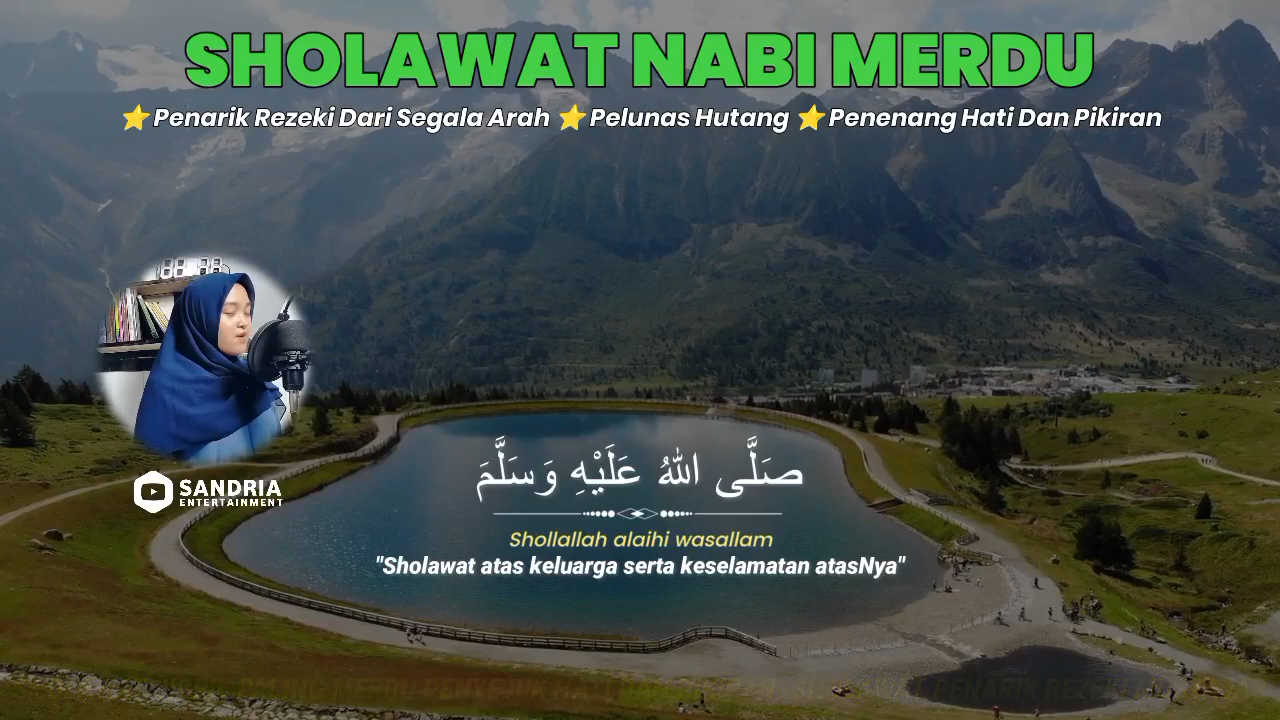 SHOLAWAT NABI MERDU
⭐Penarik Rezeki Dari Segala Arah ⭐Pelunas Hutang ⭐Penenang Hati Dan Pikiran
صَلَّى اللهُ عَلَيْهِ وَسَلَّمَ
SANDRIA
ENTERTAINMENT
Shollallah alaihi wasallam
"Sholawat atas keluarga serta keselamatan atasNya"